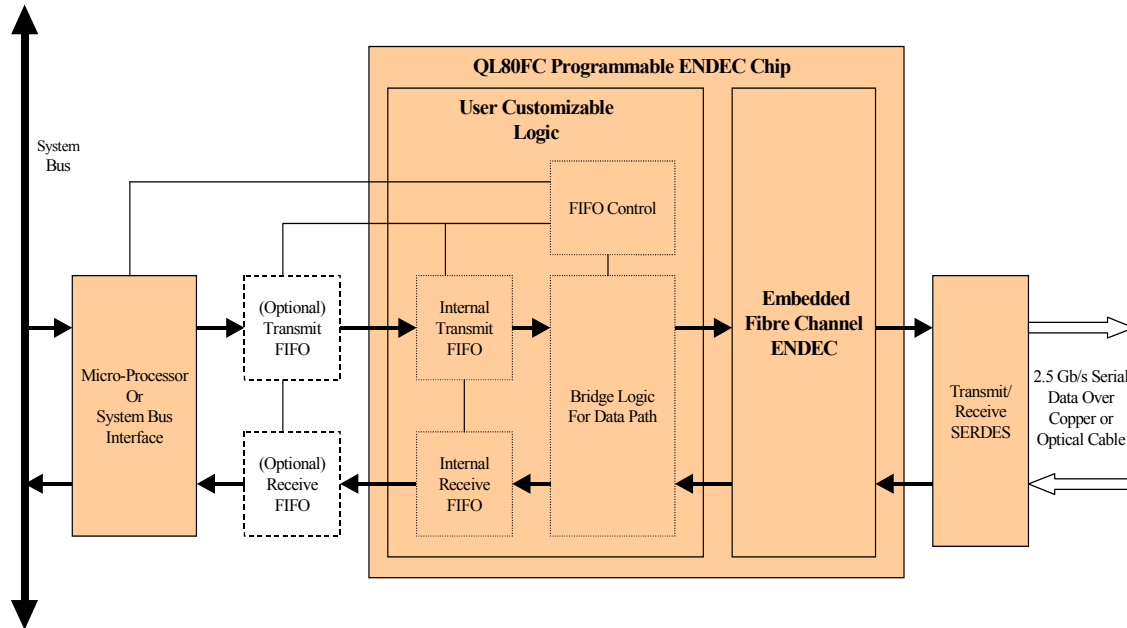 QL80FC Programmable ENDEC Chip
User Customizable
Logic
System
Bus
FIFO Control
Micro-Processor
Or
System Bus
Interface
(Optional)
Transmit
FIFO
(Optional)
Receive
FIFO
Internal
Transmit
FIFO
Internal
Receive
FIFO
Bridge Logic
For Data Path
Embedded
Fibre Channel
ENDEC
Transmit/
Receive
SERDES
2.5 Gb/s Serial
Data Over
Copper or
Optical Cable